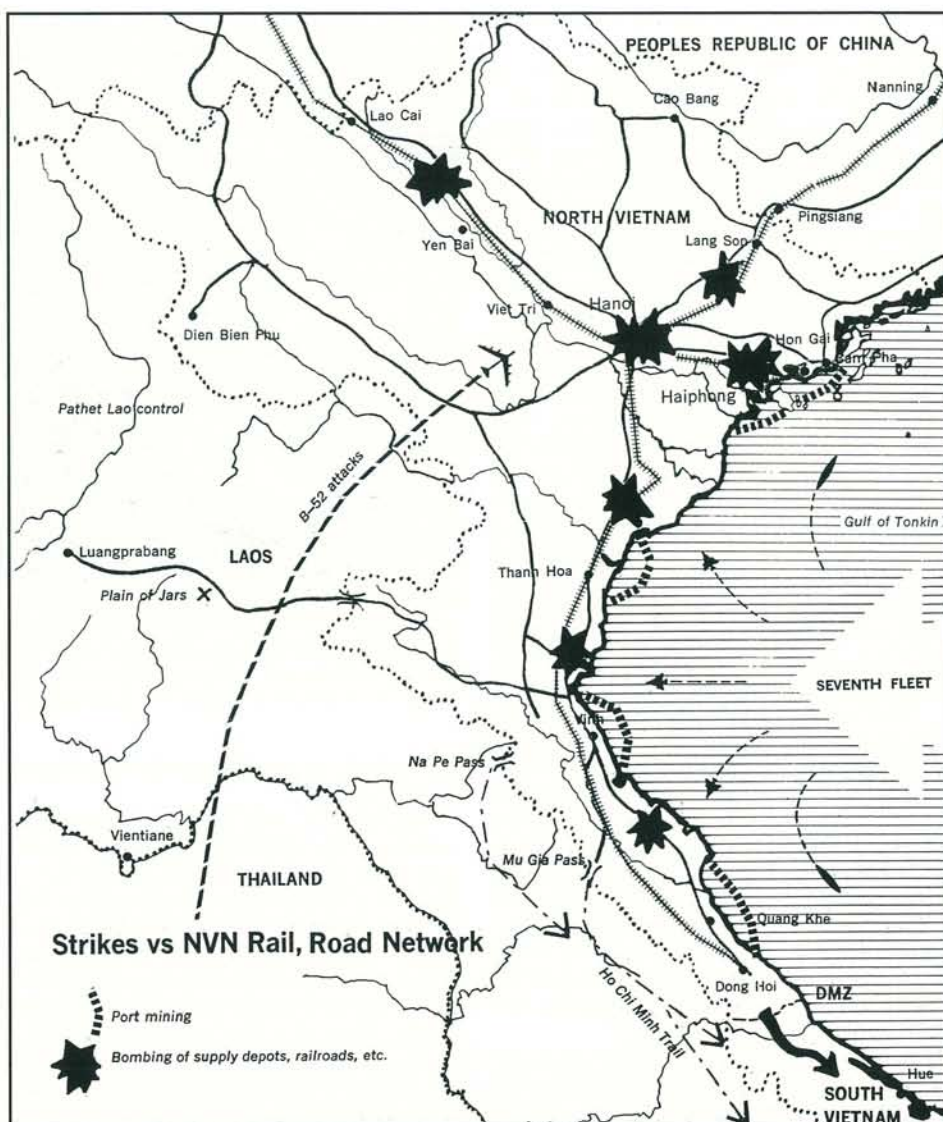 PEOPLES REPUBLIC OF CHINA
Nanning
Cao Bang
Lao Cai
Pingsiang
NORTH VIETNAM
Lang Son
Yen Bai
Hanoi
Viet Tri
Hon Gai
Dien Bien Phu
Cam Pha
Haiphong
Pathet Lao control
B–52 attacks
Gulf of Tonkin
Luangprabang
LAOS
Thanh Hoa
Plain of Jars
SEVENTH FLEET
Vinh
Na Pe Pass
Vientiane
Mu Gia Pass
THAILAND
Quang Khe
Strikes vs NVN Rail, Road Network
Dong Hoi
DMZ
Port mining
Ho Chi Minh Trail
Bombing of supply depots, railroads, etc.
Hue
SOUTH
VIETNAM